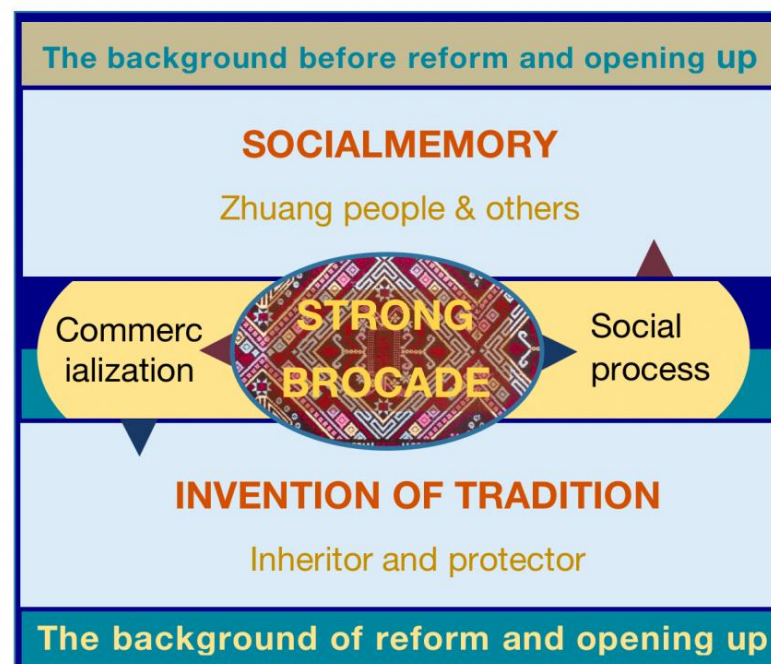 The background before reform and opening up
SOCIALMEMORY
Zhuang people & others
Commerc
ialization
STRONG
BROCADE
Social
process
INVENTION OF TRADITION
Inheritor and protector
The background of reform and opening up